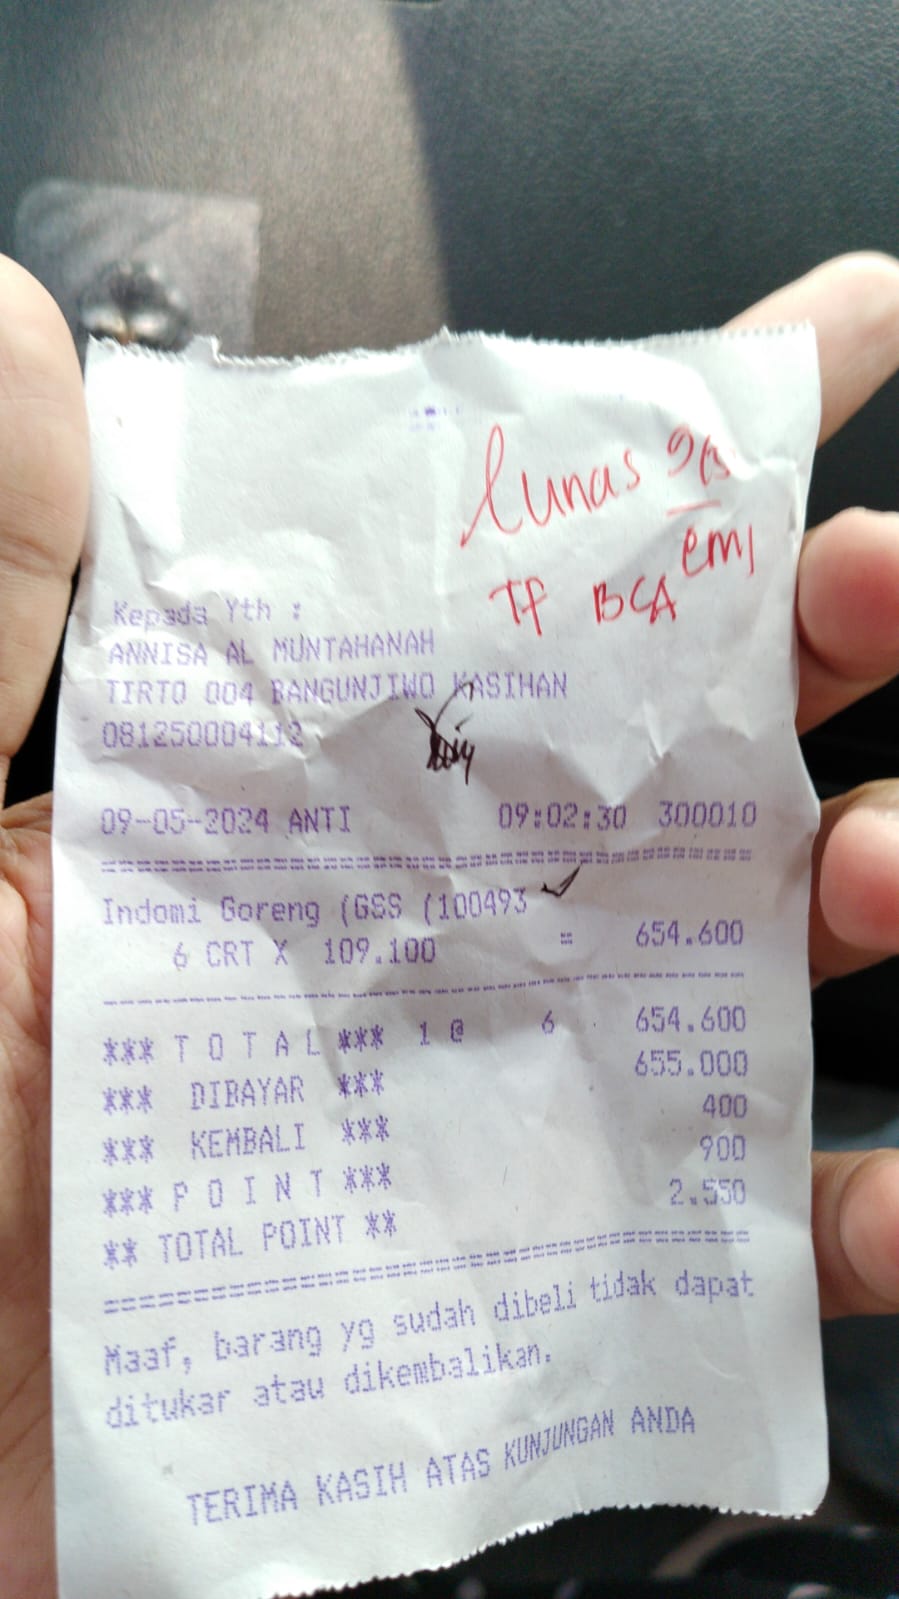 lunas 9/5
emi
TF BCA
Kepada Yth :
ANNISA AL MUNTAHANAH
TIRTO 004 BANGUNJIWO KASIHAN
081250004112
09-05-2024 ANTI 09:02:30 300010
Indomi Goreng (GSS (100493
6 CRT X 109.100 = 654.600
*** T O T A L *** 1 @ 6 654.600
*** DIBAYAR *** 655.000
*** KEMBALI *** 400
*** P O I N T *** 900
** TOTAL POINT ** 2.550
Maaf, barang yg sudah dibeli tidak dapat
ditukar atau dikembalikan.
TERIMA KASIH ATAS KUNJUNGAN ANDA